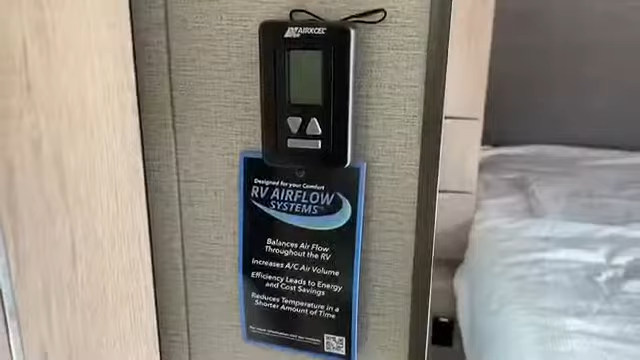 AIRXCEL
Designed for your Comfort
RV AIRFLOW
SYSTEMS
Balances Air Flow
Throughout the RV
Increases A/C Air Volume
Efficiency Leads to Energy
and Cost Savings
Reduces Temperature in a
Shorter Amount of Time